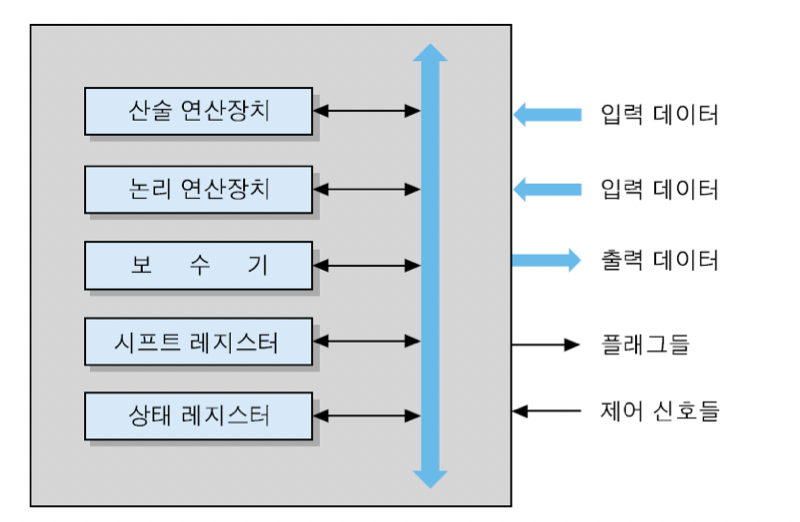 산술 연산장치
논리 연산장치
보 수 기
시프트 레지스터
상태 레지스터
입력 데이터
입력 데이터
출력 데이터
플래그들
제어 신호들